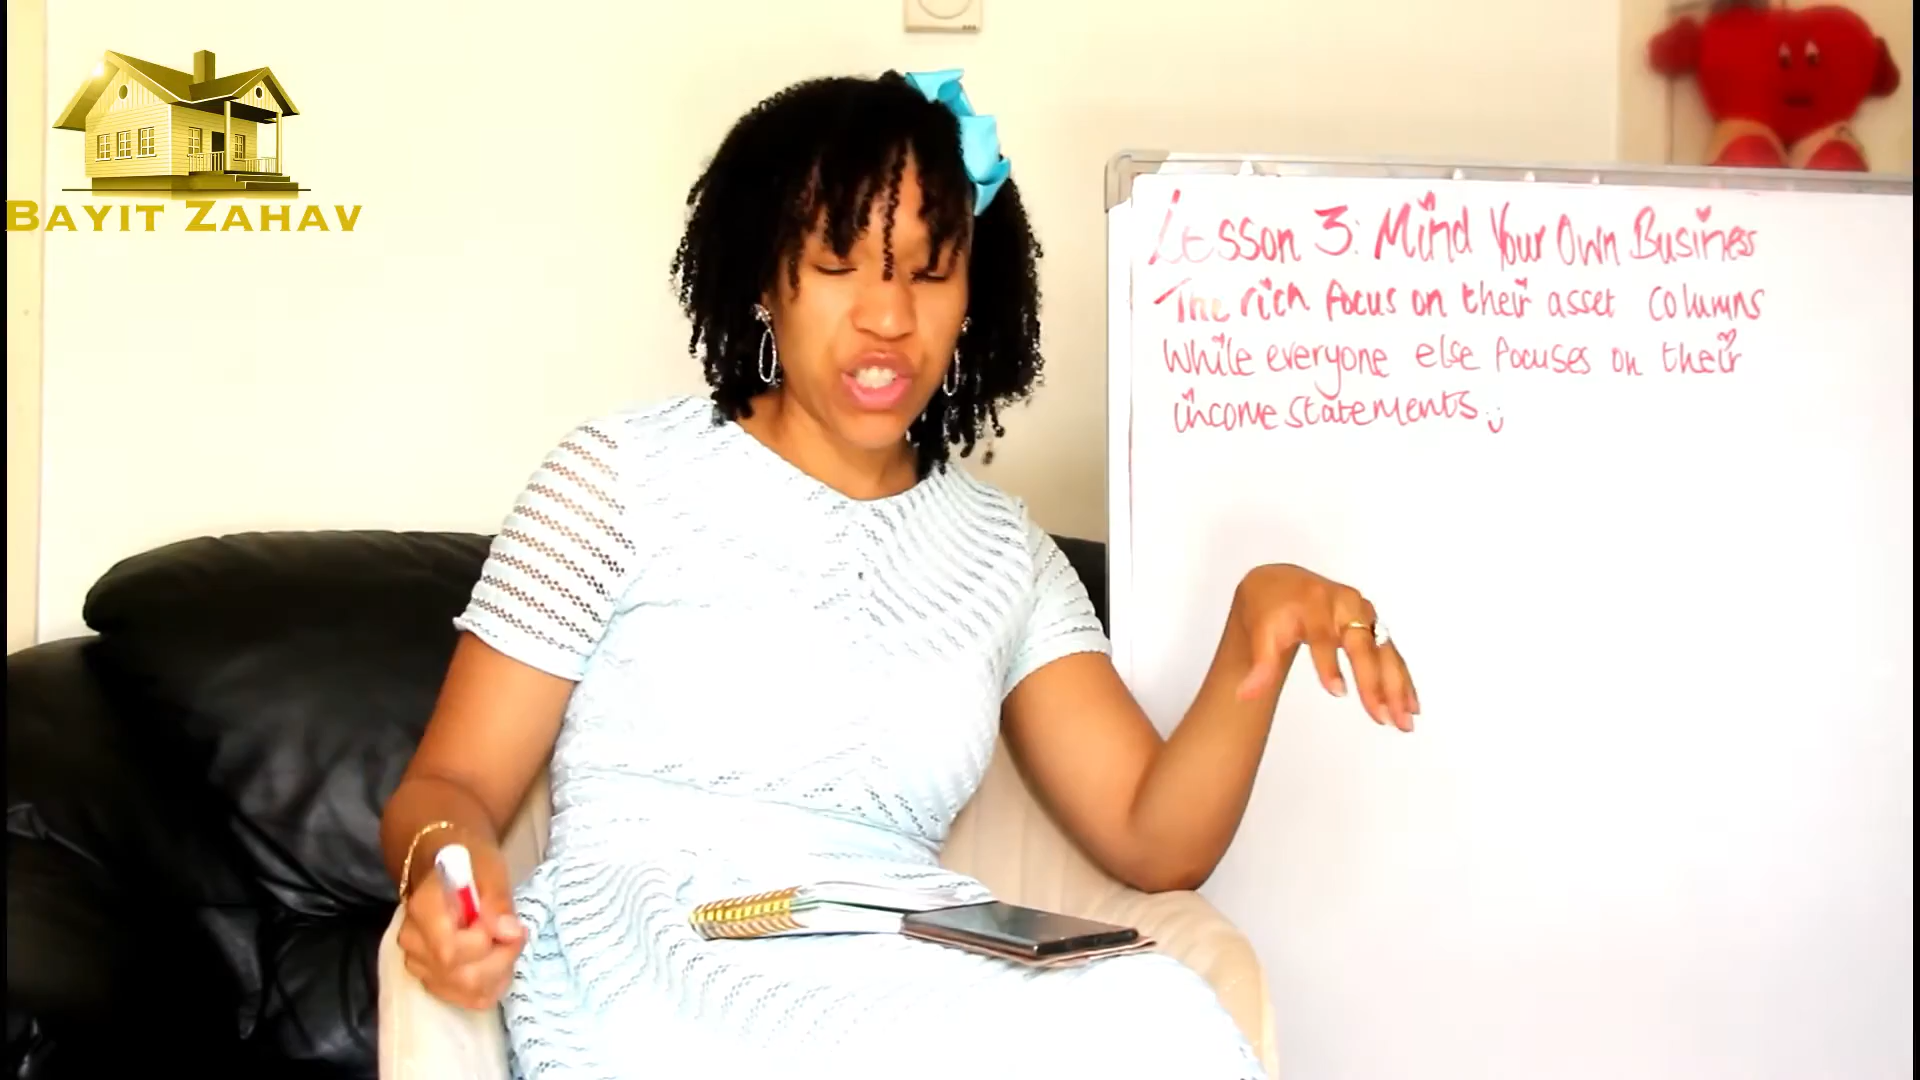 BAYIT ZAHAV
Lesson 3: Mind Your Own Business
The rich focus on their asset columns
While everyone else focuses on their
income statements.